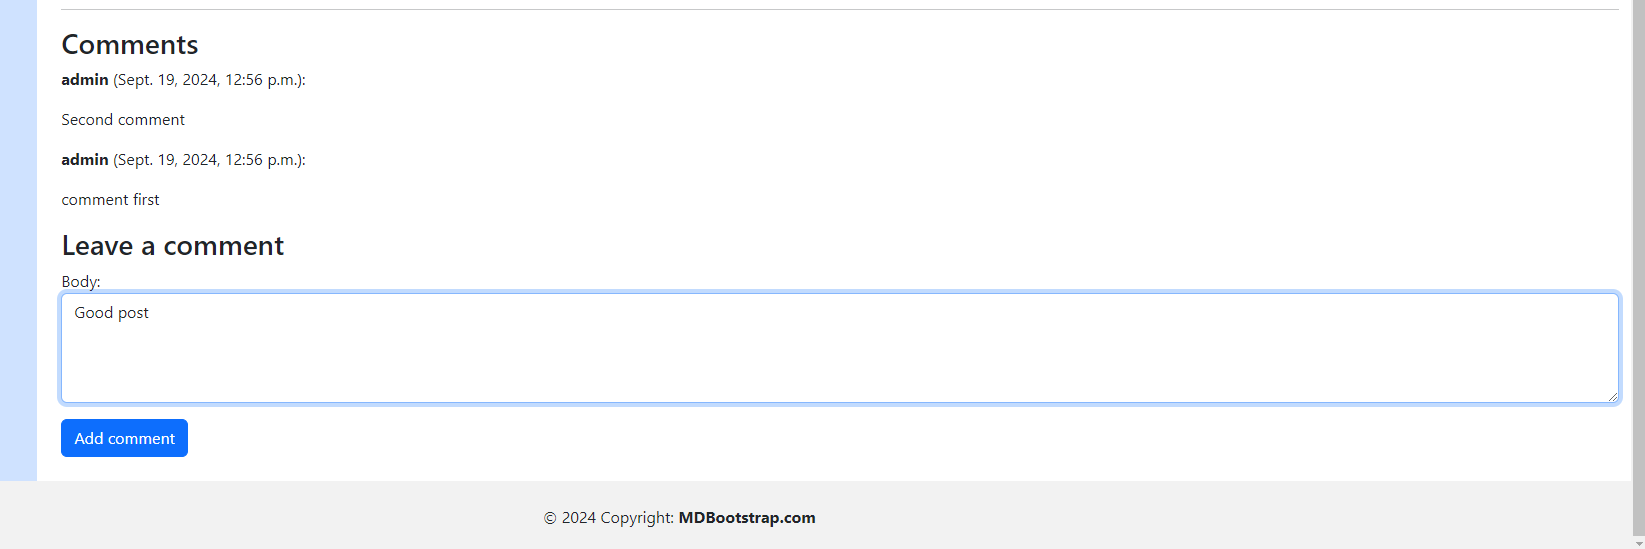 Comments
admin (Sept. 19, 2024, 12:56 p.m.):
Second comment
admin (Sept. 19, 2024, 12:56 p.m.):
comment first
Leave a comment
Body:
Good post
Add comment
© 2024 Copyright: MDBootstrap.com